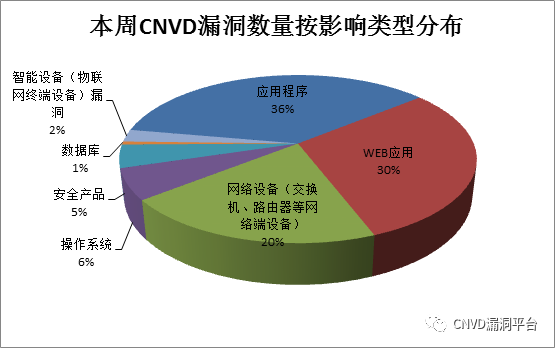 本周CNVD漏洞数量按影响类型分布
智能设备（物联
网终端设备）漏
洞
2%
应用程序
36%
数据库
1%
WEB应用
30%
安全产品
5%
网络设备（交换
机、路由器等网
络端设备）
20%
操作系统
6%
CNVD漏洞平台